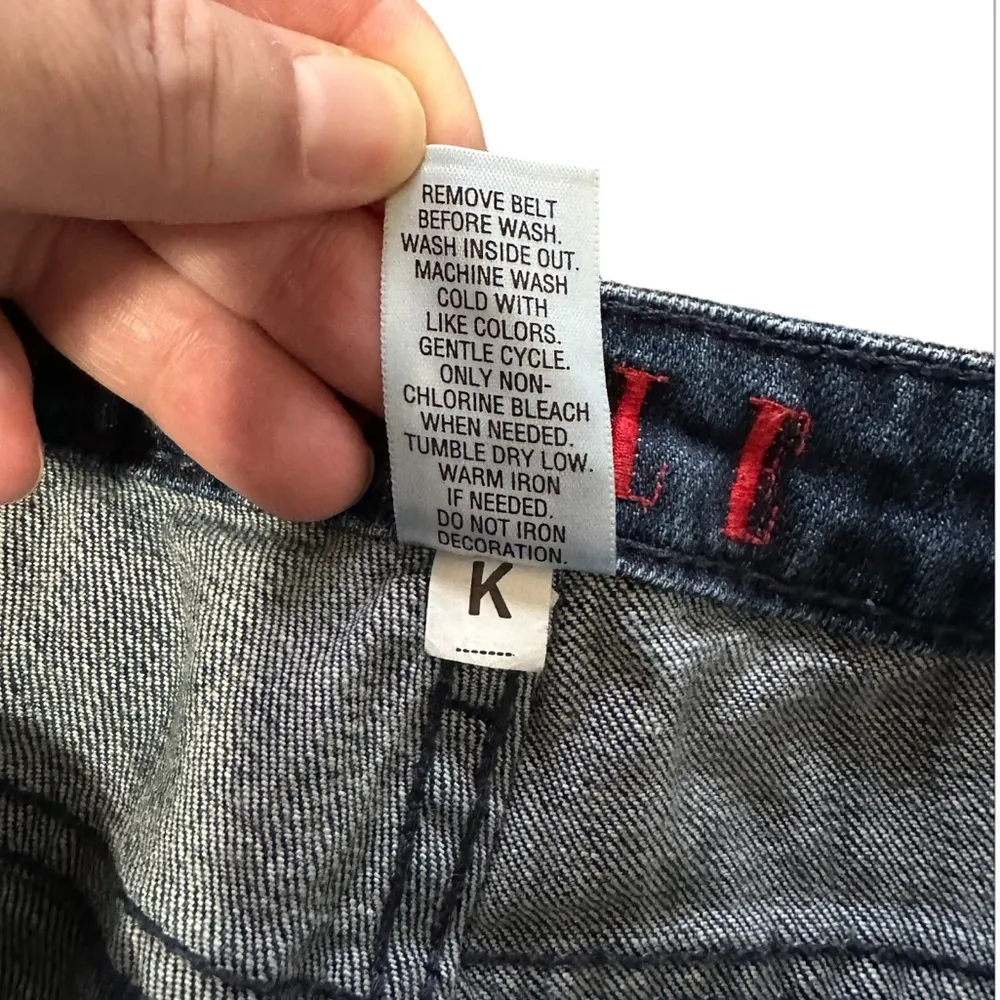 REMOVE BELT
BEFORE WASH.
WASH INSIDE OUT.
MACHINE WASH
COLD WITH
LIKE COLORS.
GENTLE CYCLE.
ONLY NON-
CHLORINE BLEACH
WHEN NEEDED.
TUMBLE DRY LOW.
WARM IRON
IF NEEDED.
DO NOT IRON
DECORATION.
LI
K